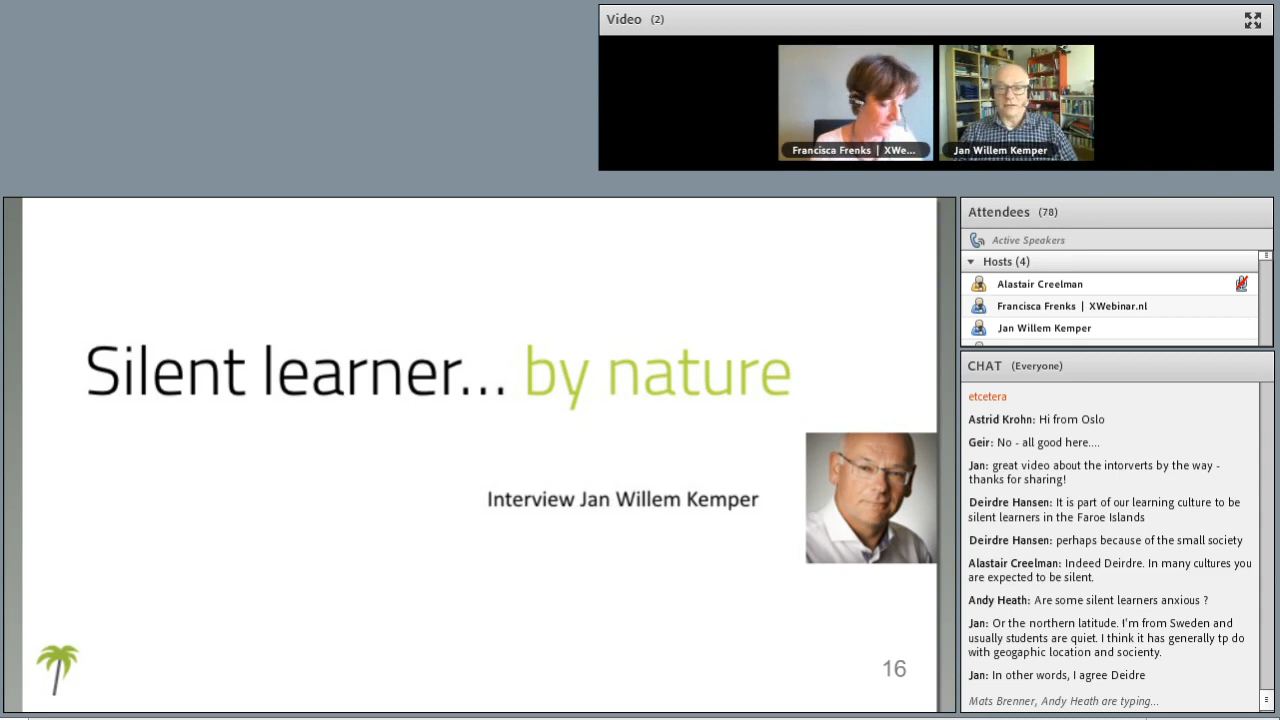 Video (2)
Francisca Frenks | XWe...
Jan Willem Kemper
Silent learner... by nature
Interview Jan Willem Kemper
16
Attendees (78)
Active Speakers
Hosts (4)
Alastair Creelman
Francisca Frenks | XWebinar.nl
Jan Willem Kemper
CHAT (Everyone)
etcetera
Astrid Krohn: Hi from Oslo
Geir: No - all good here....
Jan: great video about the intorverts by the way -
thanks for sharing!
Deirdre Hansen: It is part of our learning culture to be
silent learners in the Faroe Islands
Deirdre Hansen: perhaps because of the small society
Alastair Creelman: Indeed Deirdre. In many cultures you
are expected to be silent.
Andy Heath: Are some silent learners anxious ?
Jan: Or the northern latitude. I'm from Sweden and
usually students are quiet. I think it has generally tp do
with geogaphic location and socienty.
Jan: In other words, I agree Deidre
Mats Brenner, Andy Heath are typing...